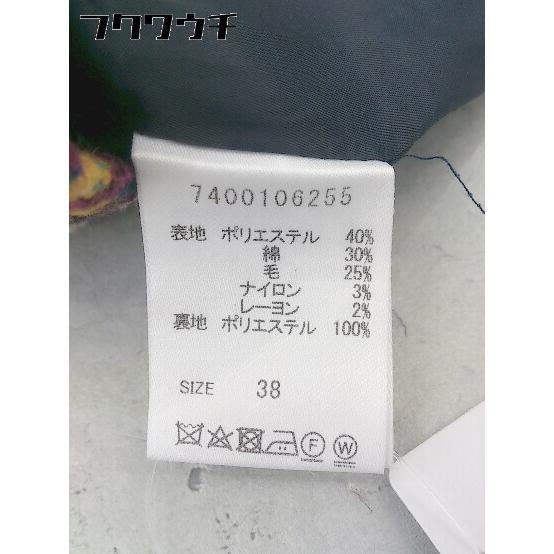 フクワウチ
7400106255
表地 ポリエステル 40%
綿 30%
毛 25%
ナイロン 3%
レーヨン 2%
裏地 ポリエステル 100%
SIZE 38
F W